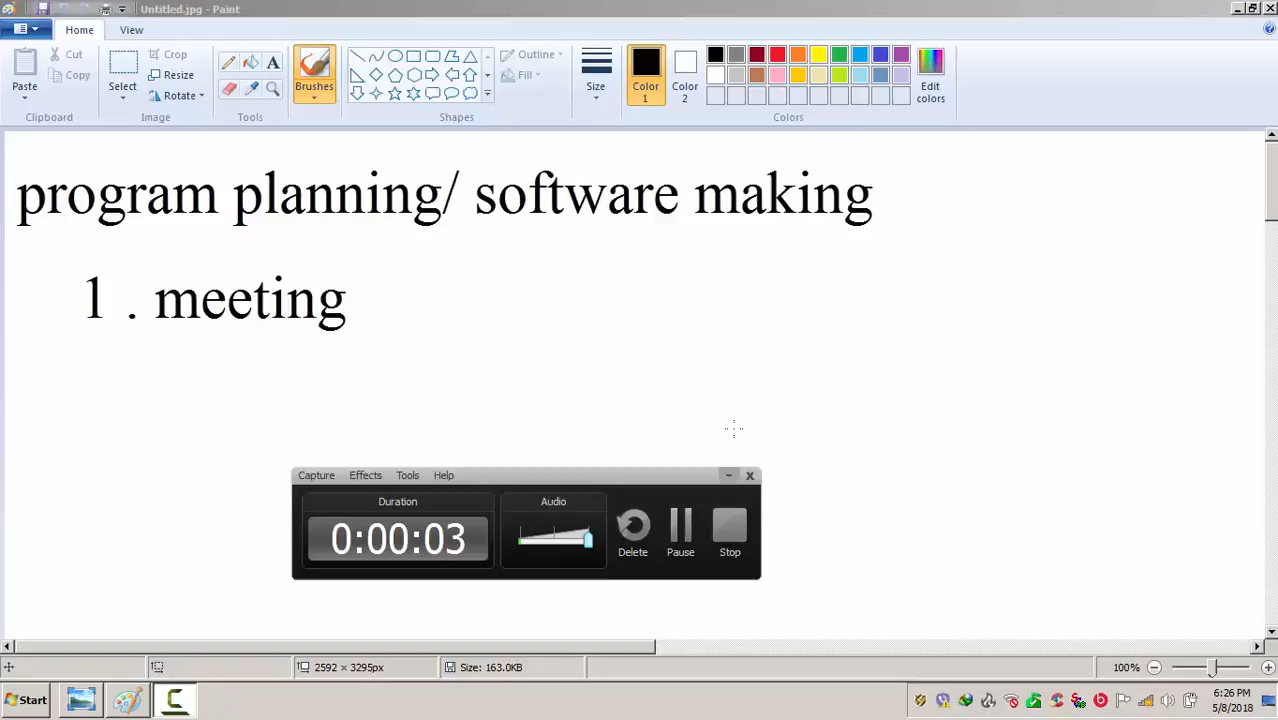 Untitled.jpg - Paint
Home View
Cut
Copy
Paste
Clipboard
Select
Crop
Resize
Rotate
Image
A
Tools
Brushes
Shapes
Outline
Fill
Size
Color 1
Color 2
Edit colors
Colors
program planning/ software making
1 . meeting
Capture Effects Tools Help
Duration
0:00:03
Audio
Delete Pause Stop
2592 × 3295px
Size: 163.0KB
100%
Start
6:26 PM
5/8/2018